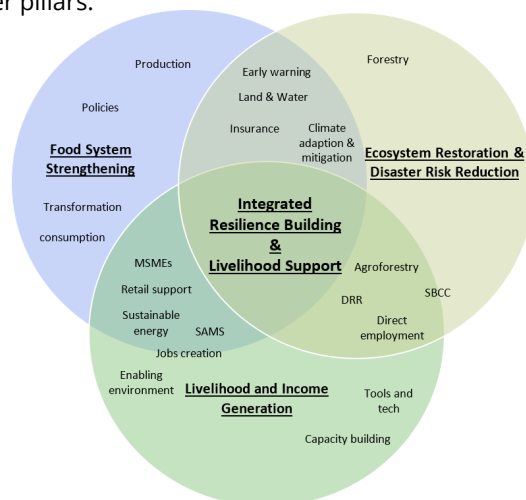 er pillars.
Production
Early warning
Forestry
Land & Water
Policies
Insurance
Climate
adaption &
mitigation
Food System
Strengthening
Ecosystem Restoration &
Disaster Risk Reduction
Transformation
consumption
Integrated
Resilience Building
&
Livelihood Support
MSMEs
Retail support
Sustainable
energy
SAMS
Jobs creation
Agroforestry
DRR
SBCC
Direct
employment
Enabling
environment
Livelihood and Income
Generation
Tools and
tech
Capacity building